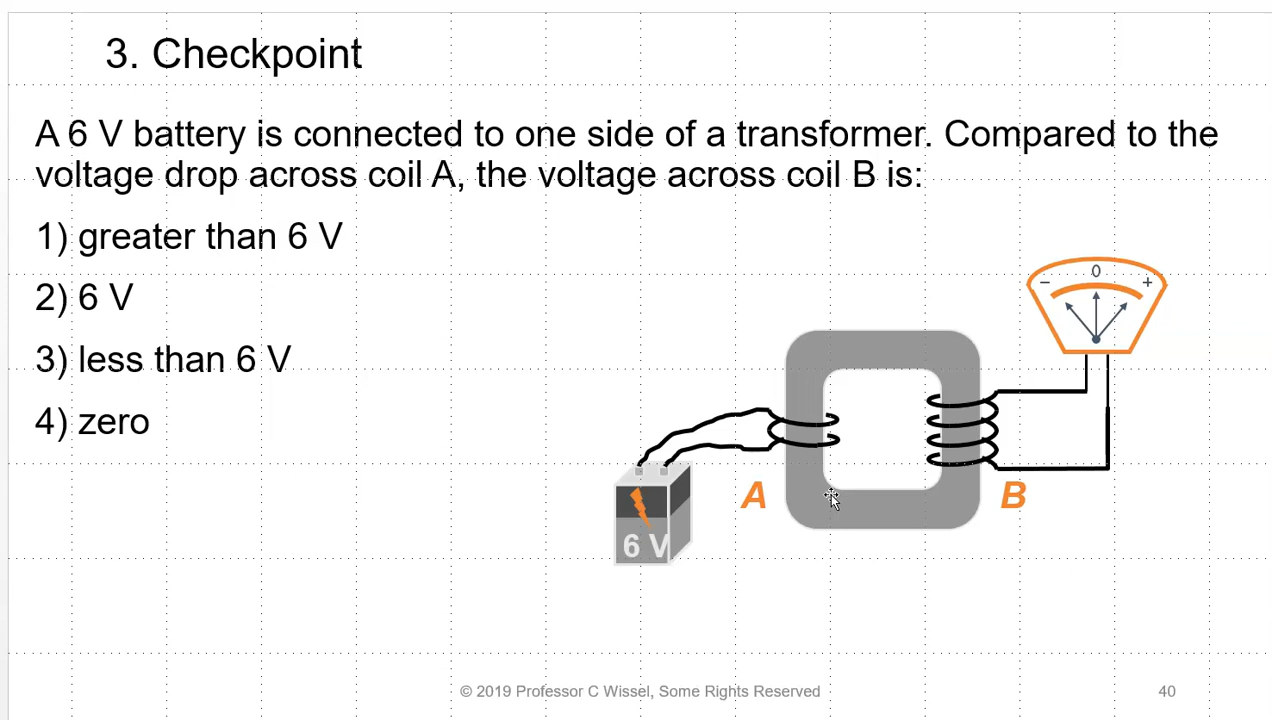 3. Checkpoint
A 6 V battery is connected to one side of a transformer. Compared to the
voltage drop across coil A, the voltage across coil B is:
1) greater than 6 V
2) 6 V
3) less than 6 V
4) zero
0
− +
A
B
6 V
© 2019 Professor C Wissel, Some Rights Reserved
40